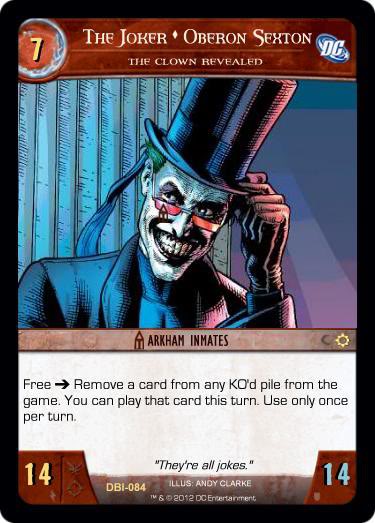 7
THE JOKER ♦ OBERON SEXTON
DC
THE CLOWN REVEALED
ARKHAM INMATES
Free ➔ Remove a card from any KO'd pile from the
game. You can play that card this turn. Use only once
per turn.
"They're all jokes."
14
DBI-084
ILLUS: ANDY CLARKE
14
™ & © 2012 DC Entertainment